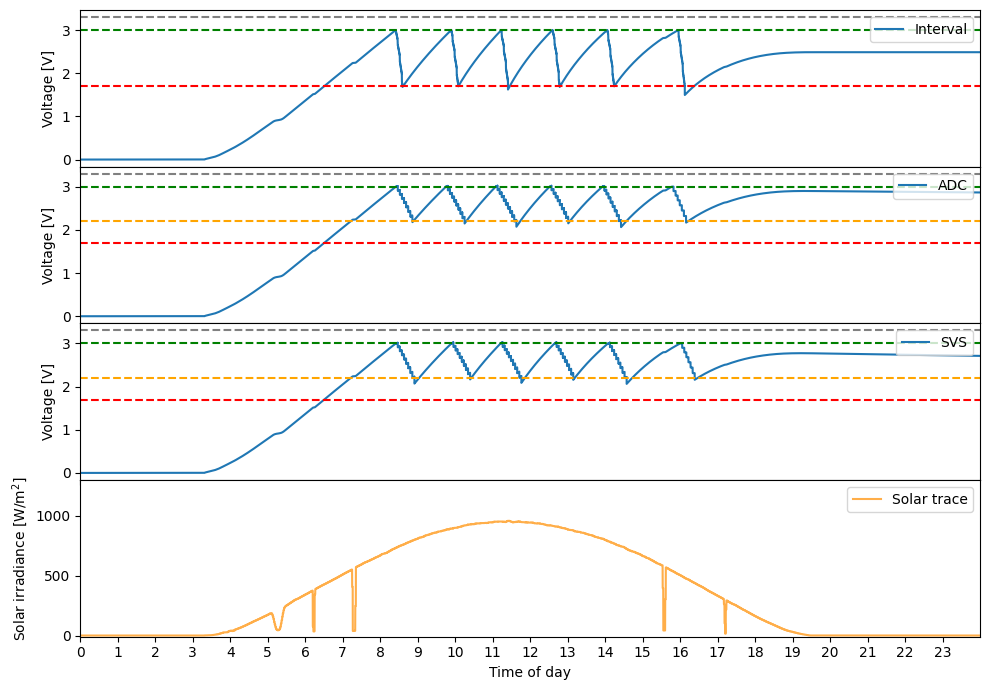 Voltage [V]
3
2
1
0
Interval
Voltage [V]
3
2
1
0
ADC
Voltage [V]
3
2
1
0
SVS
Solar irradiance [W/m²]
1000
500
0
Solar trace
0 1 2 3 4 5 6 7 8 9 10 11 12 13 14 15 16 17 18 19 20 21 22 23
Time of day